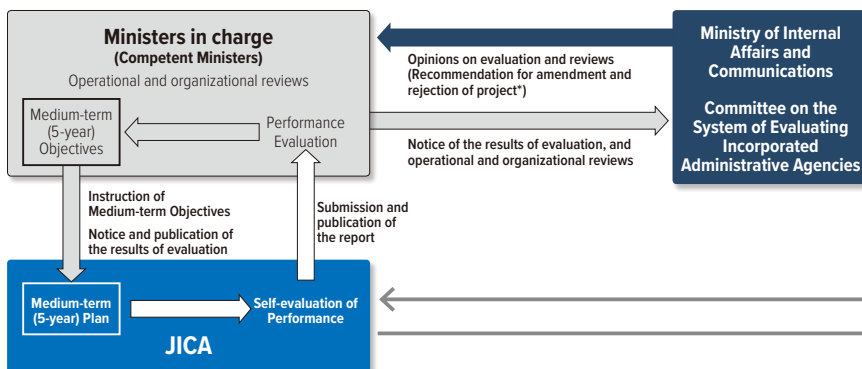 Ministers in charge
(Competent Ministers)
Operational and organizational reviews
Medium-term
(5-year)
Objectives
Performance
Evaluation
Opinions on evaluation and reviews
(Recommendation for amendment and
rejection of project*)
Notice of the results of evaluation, and
operational and organizational reviews
Ministry of Internal
Affairs and
Communications
Committee on the
System of Evaluating
Incorporated
Administrative Agencies
Instruction of
Medium-term Objectives
Notice and publication of
the results of evaluation
Submission and
publication of
the report
Medium-term
(5-year) Plan
Self-evaluation of
Performance
JICA